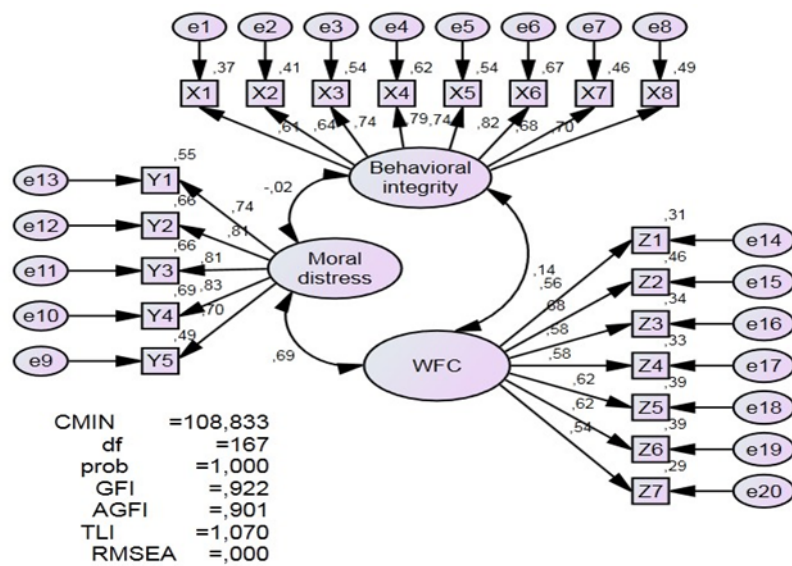 e1 e2 e3 e4 e5 e6 e7 e8
,37 ,41 ,54 ,62 ,54 ,67 ,46 ,49
X1 X2 X3 X4 X5 X6 X7 X8
,61 ,64 ,74 ,79 ,74 ,82 ,68 ,70
Behavioral
integrity
-,02
,14
,55
e13 Y1
,74
,66
e12 Y2
,81
,66
e11 Y3
,81
,69
e10 Y4
,83
,49
e9 Y5
,70
Moral
distress
,69
WFC
,31
Z1 e14
,56
,46
Z2 e15
,68
,34
Z3 e16
,58
,33
Z4 e17
,58
,39
Z5 e18
,62
,39
Z6 e19
,62
,29
Z7 e20
,54
CMIN =108,833
df =167
prob =1,000
GFI =,922
AGFI =,901
TLI =1,070
RMSEA =,000